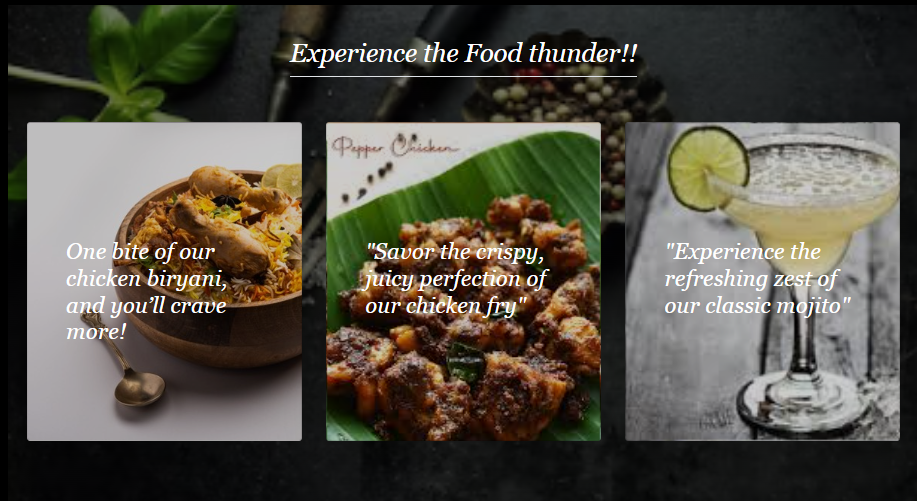 Experience the Food thunder!!
One bite of our
chicken biryani,
and you’ll crave
more!
Pepper Chicken
"Savor the crispy,
juicy perfection of
our chicken fry"
"Experience the
refreshing zest of
our classic mojito"